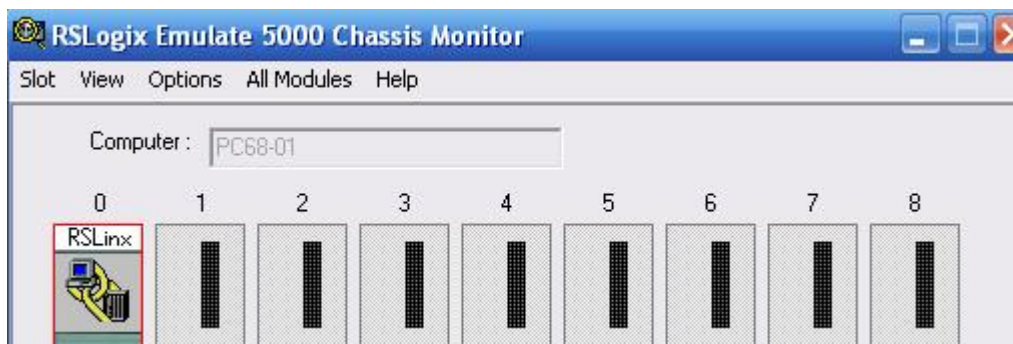 RSLogix Emulate 5000 Chassis Monitor
Slot View Options All Modules Help
Computer : PC68-01
0 1 2 3 4 5 6 7 8
RSLinx